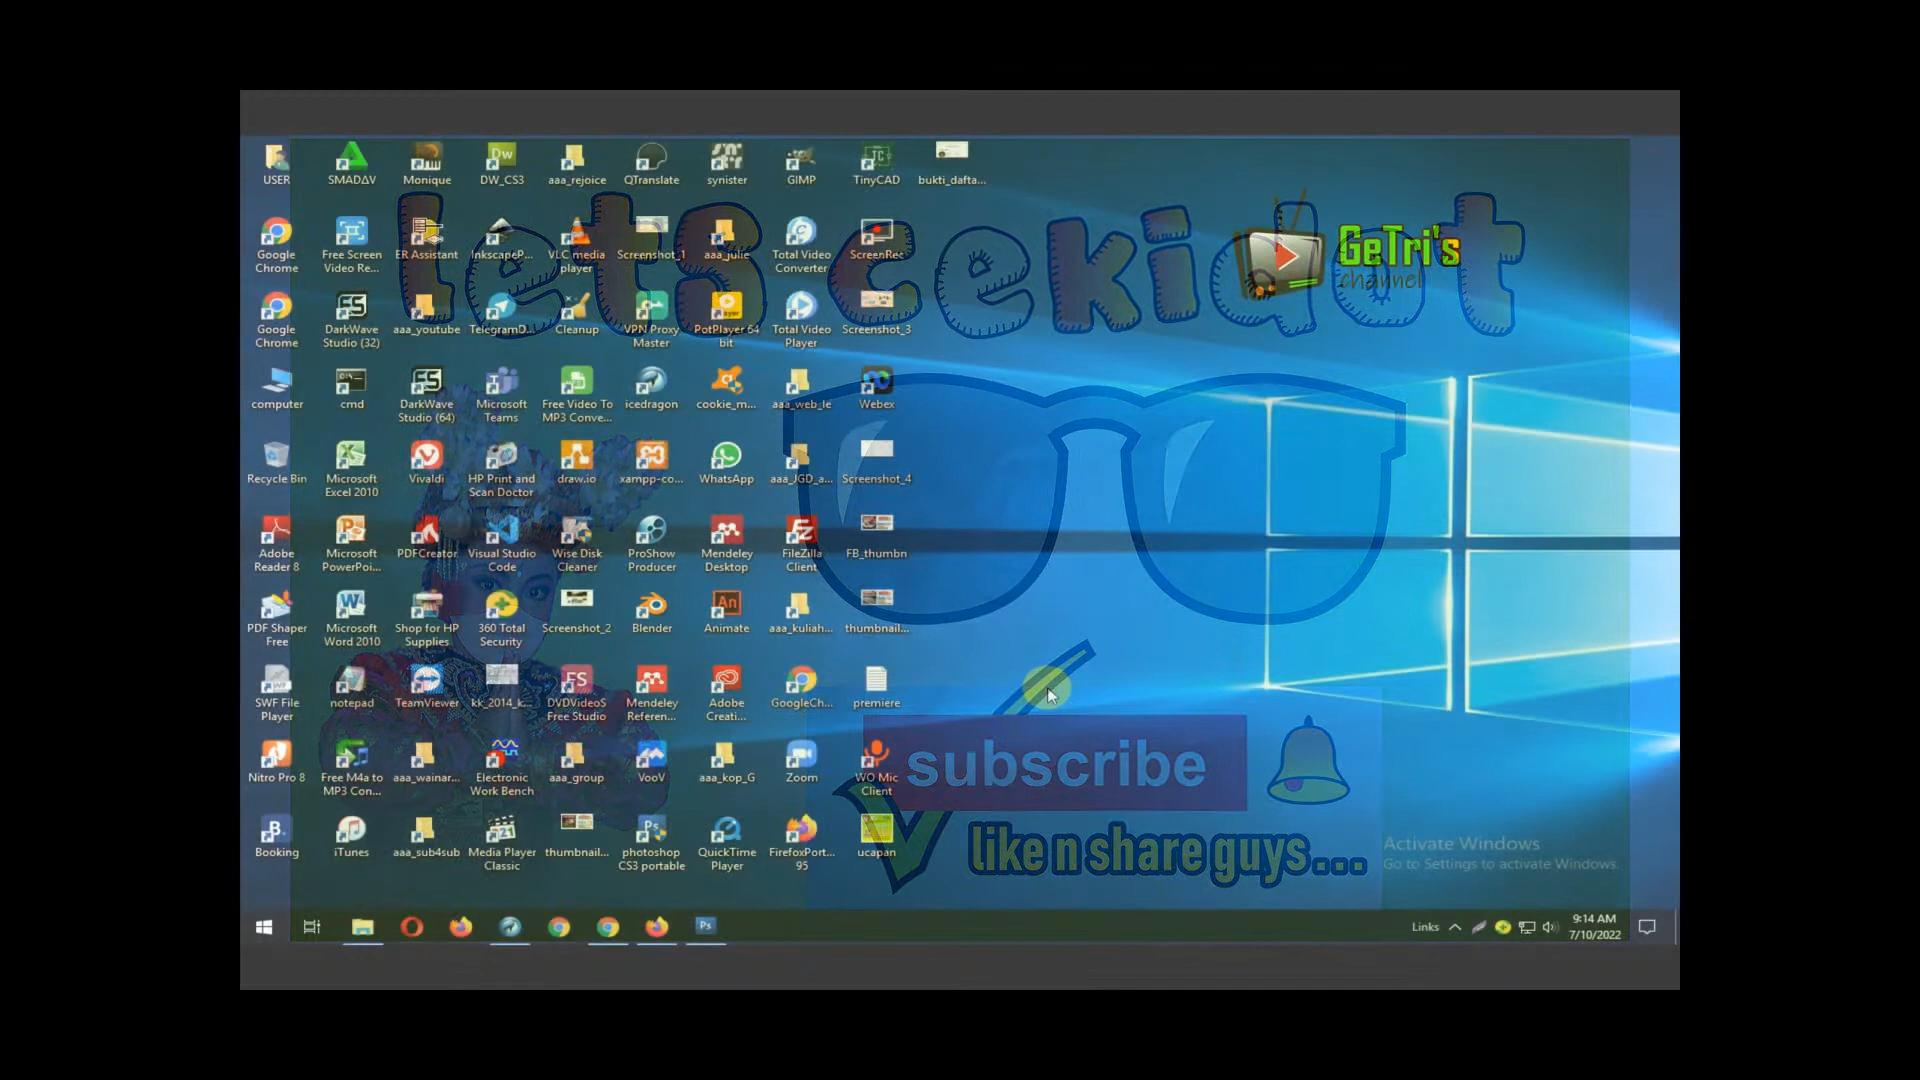 USER
SMADΔV
Monique
DW_CS3
aaa_rejoice
QTranslate
synister
GIMP
TinyCAD
bukti_dafta...
lets cekidot
GeTri's
channel
Google
Chrome
Free Screen
Video Re...
ER Assistant
InkscapeP...
VLC media
player
Screenshot_1
aaa_julie
Total Video
Converter
ScreenRec
Google
Chrome
DarkWave
Studio (32)
aaa_youtube
TelegramD...
Cleanup
VPN Proxy
Master
PotPlayer 64
bit
Total Video
Player
Screenshot_3
computer
cmd
DarkWave
Studio (64)
Microsoft
Teams
Free Video To
MP3 Conve...
icedragon
cookie_m...
aaa_web_le
Webex
Recycle Bin
Microsoft
Excel 2010
Vivaldi
HP Print and
Scan Doctor
draw.io
xampp-co...
WhatsApp
aaa_JGD_a...
Screenshot_4
Adobe
Reader 8
Microsoft
PowerPoi...
PDFCreator
Visual Studio
Code
Wise Disk
Cleaner
ProShow
Producer
Mendeley
Desktop
FileZilla
Client
FB_thumbn
PDF Shaper
Free
Microsoft
Word 2010
Shop for HP
Supplies
360 Total
Security
Screenshot_2
Blender
Animate
aaa_kuliah...
thumbnail...
SWF File
Player
notepad
TeamViewer
kk_2014_k...
DVDVideoS
Free Studio
Mendeley
Referen...
Adobe
Creati...
GoogleCh...
premiere
subscribe
Nitro Pro 8
Free M4a to
MP3 Con...
aaa_wainar...
Electronic
Work Bench
aaa_group
VooV
aaa_kop_G
Zoom
WO Mic
Client
like n share guys...
Booking
iTunes
aaa_sub4sub
Media Player
Classic
thumbnail...
photoshop
CS3 portable
QuickTime
Player
FirefoxPort...
95
ucapan
Activate Windows
Go to Settings to activate Windows.
Links
9:14 AM
7/10/2022